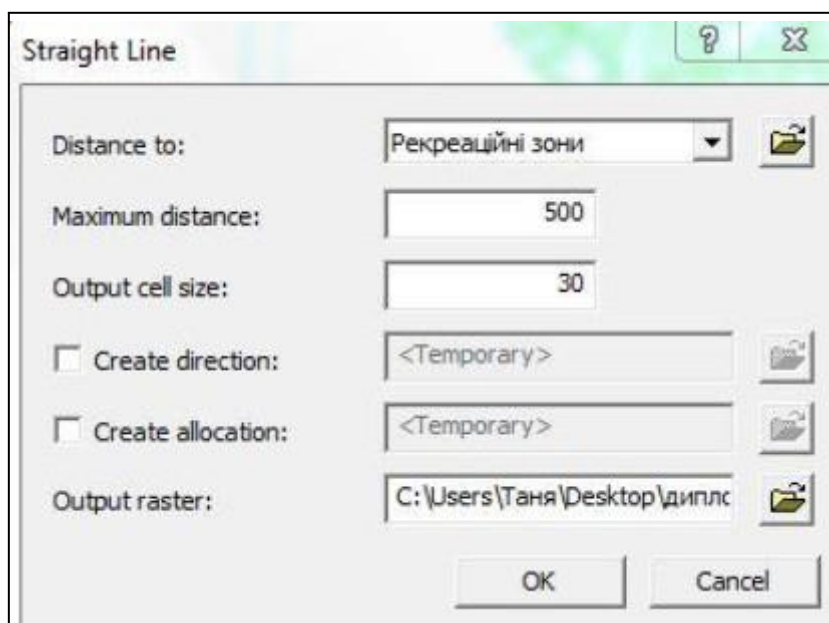 Straight Line
Distance to: Рекреаційні зони
Maximum distance: 500
Output cell size: 30
Create direction: <Temporary>
Create allocation: <Temporary>
Output raster: C:\Users\Таня\Desktop\дипло
OK Cancel